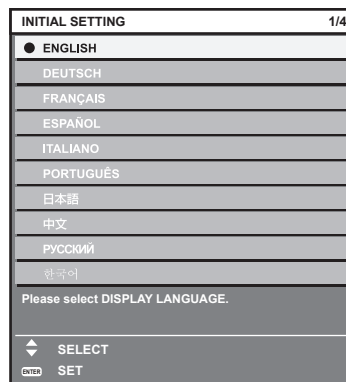 INITIAL SETTING 1/4
ENGLISH
DEUTSCH
FRANÇAIS
ESPAÑOL
ITALIANO
PORTUGUÊS
日本語
中文
РУССКИЙ
한국어
Please select DISPLAY LANGUAGE.
SELECT
ENTER SET